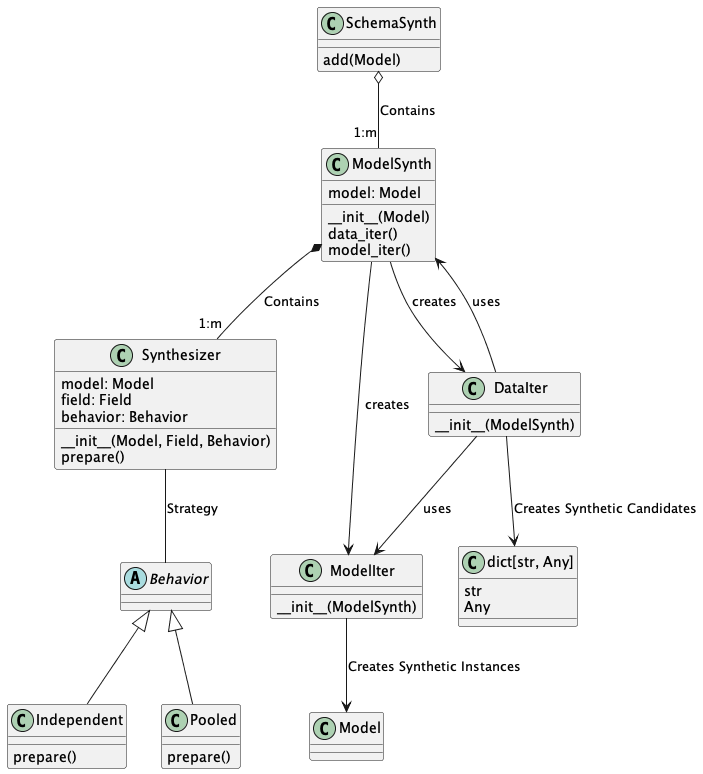 C SchemaSynth
add(Model)
Contains
1:m
C ModelSynth
model: Model
__init__(Model)
data_iter()
model_iter()
Contains
1:m
creates
uses
C Synthesizer
model: Model
field: Field
behavior: Behavior
__init__(Model, Field, Behavior)
prepare()
C DataIter
__init__(ModelSynth)
creates
Strategy
uses
Creates Synthetic Candidates
A Behavior
C ModelIter
__init__(ModelSynth)
C dict[str, Any]
str
Any
Creates Synthetic Instances
C Independent
prepare()
C Pooled
prepare()
C Model